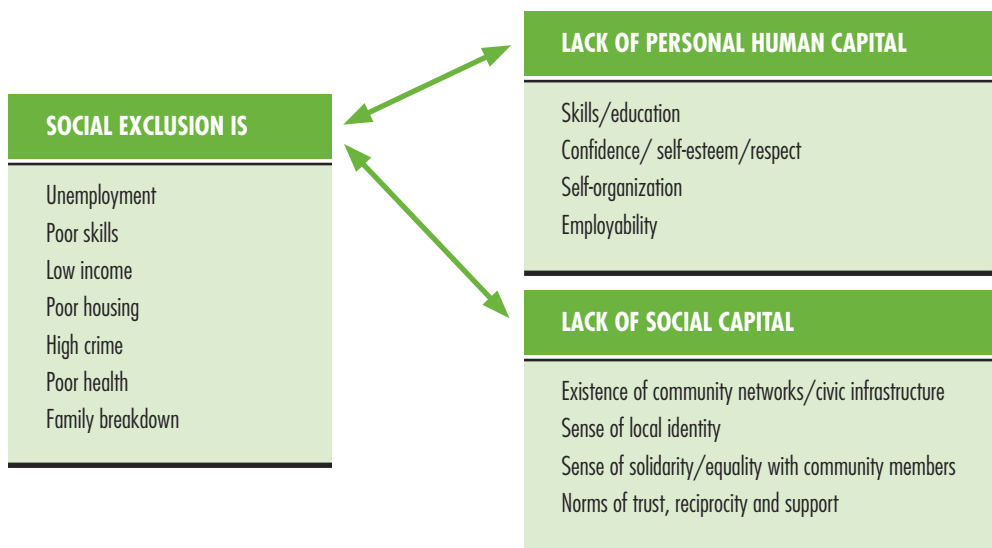 SOCIAL EXCLUSION IS
Unemployment
Poor skills
Low income
Poor housing
High crime
Poor health
Family breakdown
LACK OF PERSONAL HUMAN CAPITAL
Skills/education
Confidence/ self-esteem/respect
Self-organization
Employability
LACK OF SOCIAL CAPITAL
Existence of community networks/civic infrastructure
Sense of local identity
Sense of solidarity/equality with community members
Norms of trust, reciprocity and support